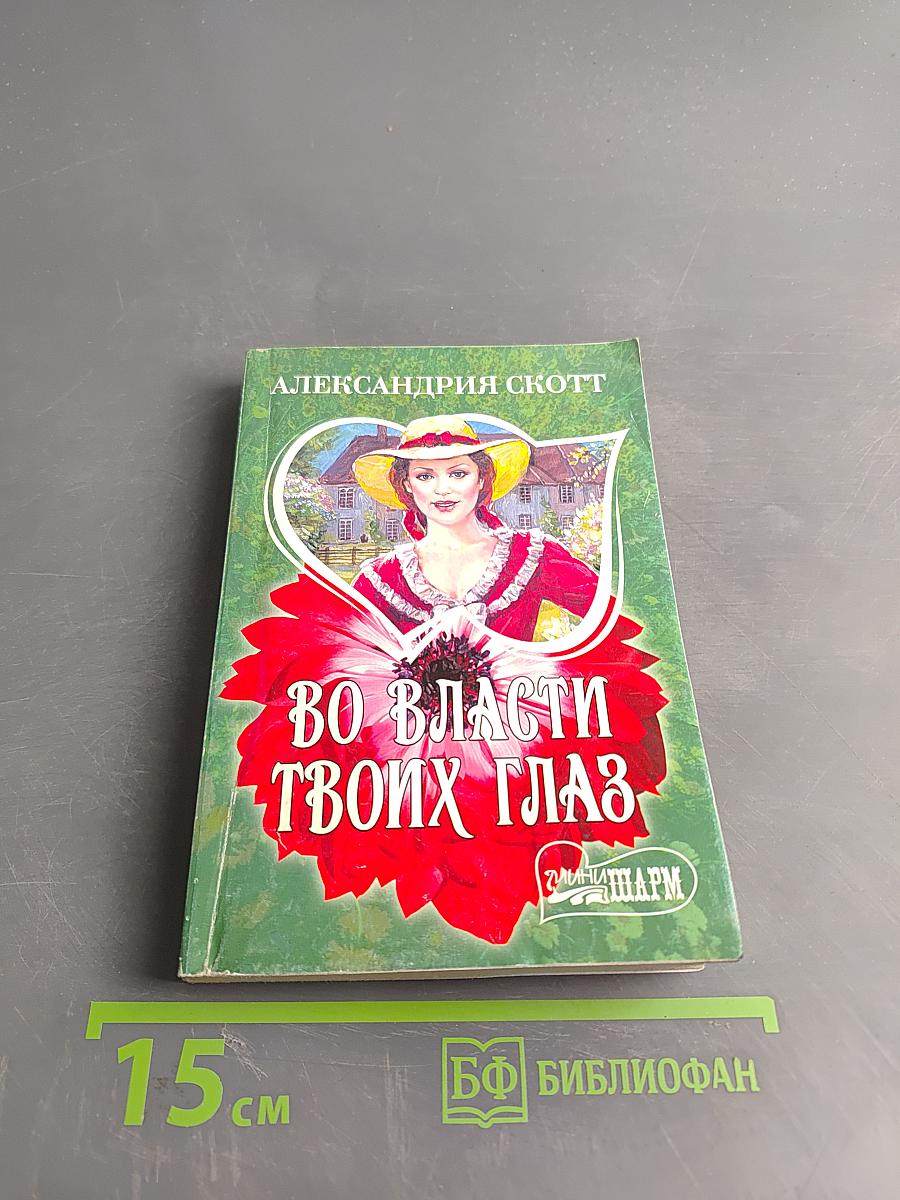 АЛЕКСАНДРИЯ СКОТТ
ВО ВЛАСТИ
ТВОИХ ГЛАЗ
МИНИ ШАРМ
15 см
БФ БИБЛИОФАН